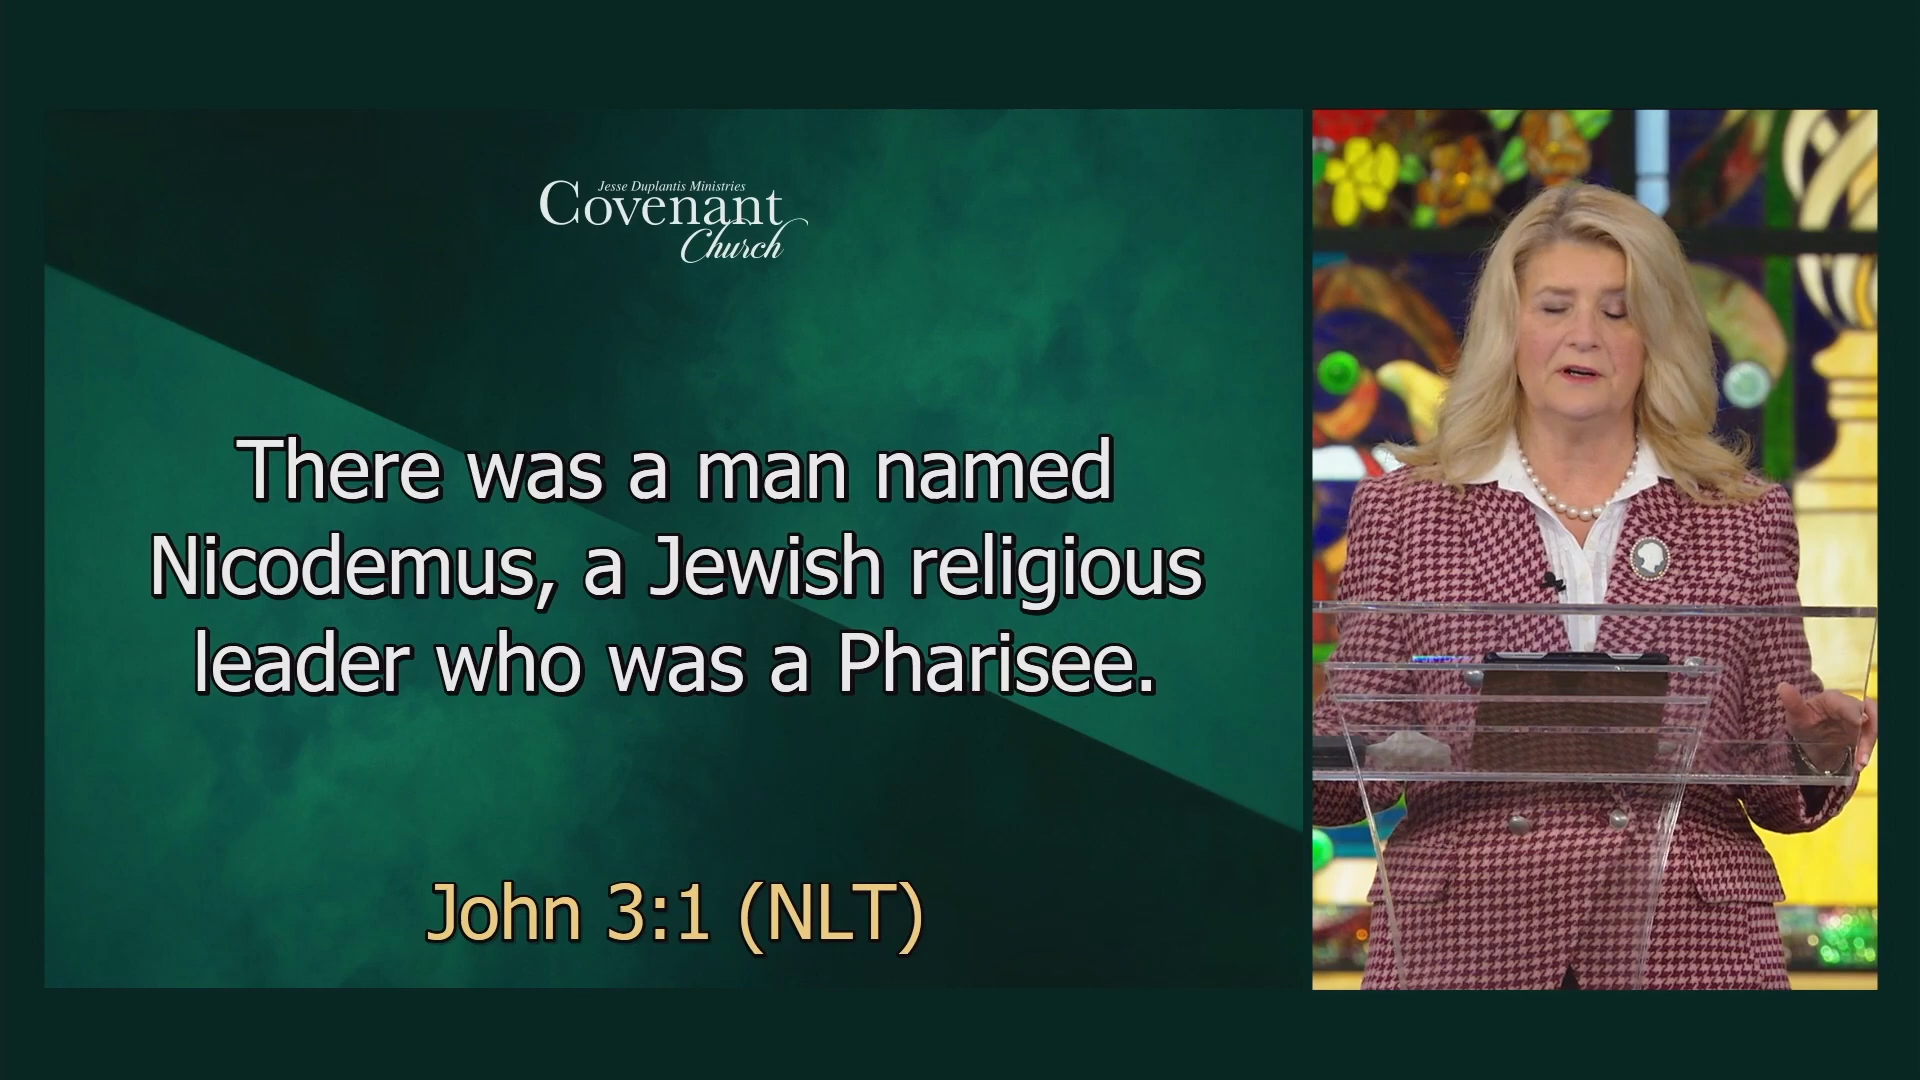 Jesse Duplantis Ministries
Covenant
Church
There was a man named
Nicodemus, a Jewish religious
leader who was a Pharisee.
John 3:1 (NLT)